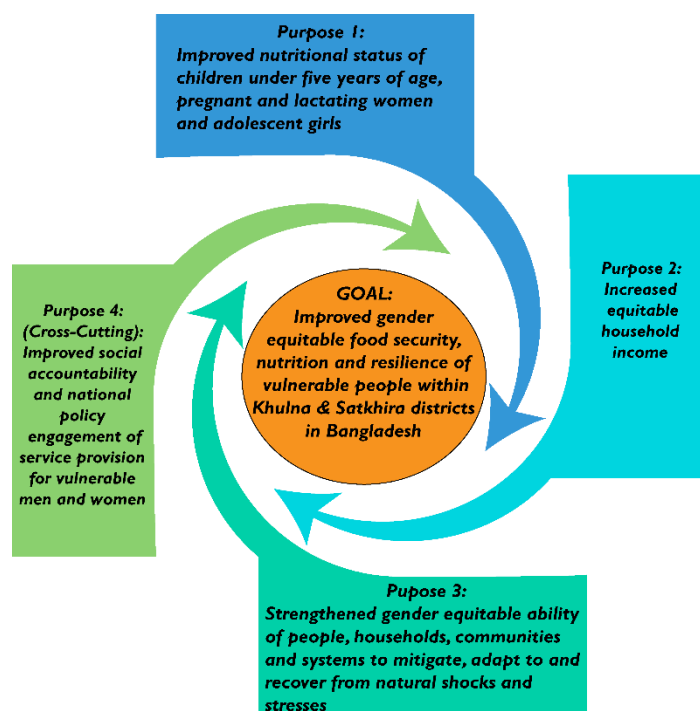 Purpose 1:
Improved nutritional status of
children under five years of age,
pregnant and lactating women
and adolescent girls
Purpose 2:
Increased
equitable
household
income
GOAL:
Improved gender
equitable food security,
nutrition and resilience of
vulnerable people within
Khulna & Satkhira districts
in Bangladesh
Purpose 4:
(Cross-Cutting):
Improved social
accountability
and national
policy
engagement of
service provision
for vulnerable
men and women
Pupose 3:
Strengthened gender equitable ability
of people, households, communities
and systems to mitigate, adapt to and
recover from natural shocks and
stresses